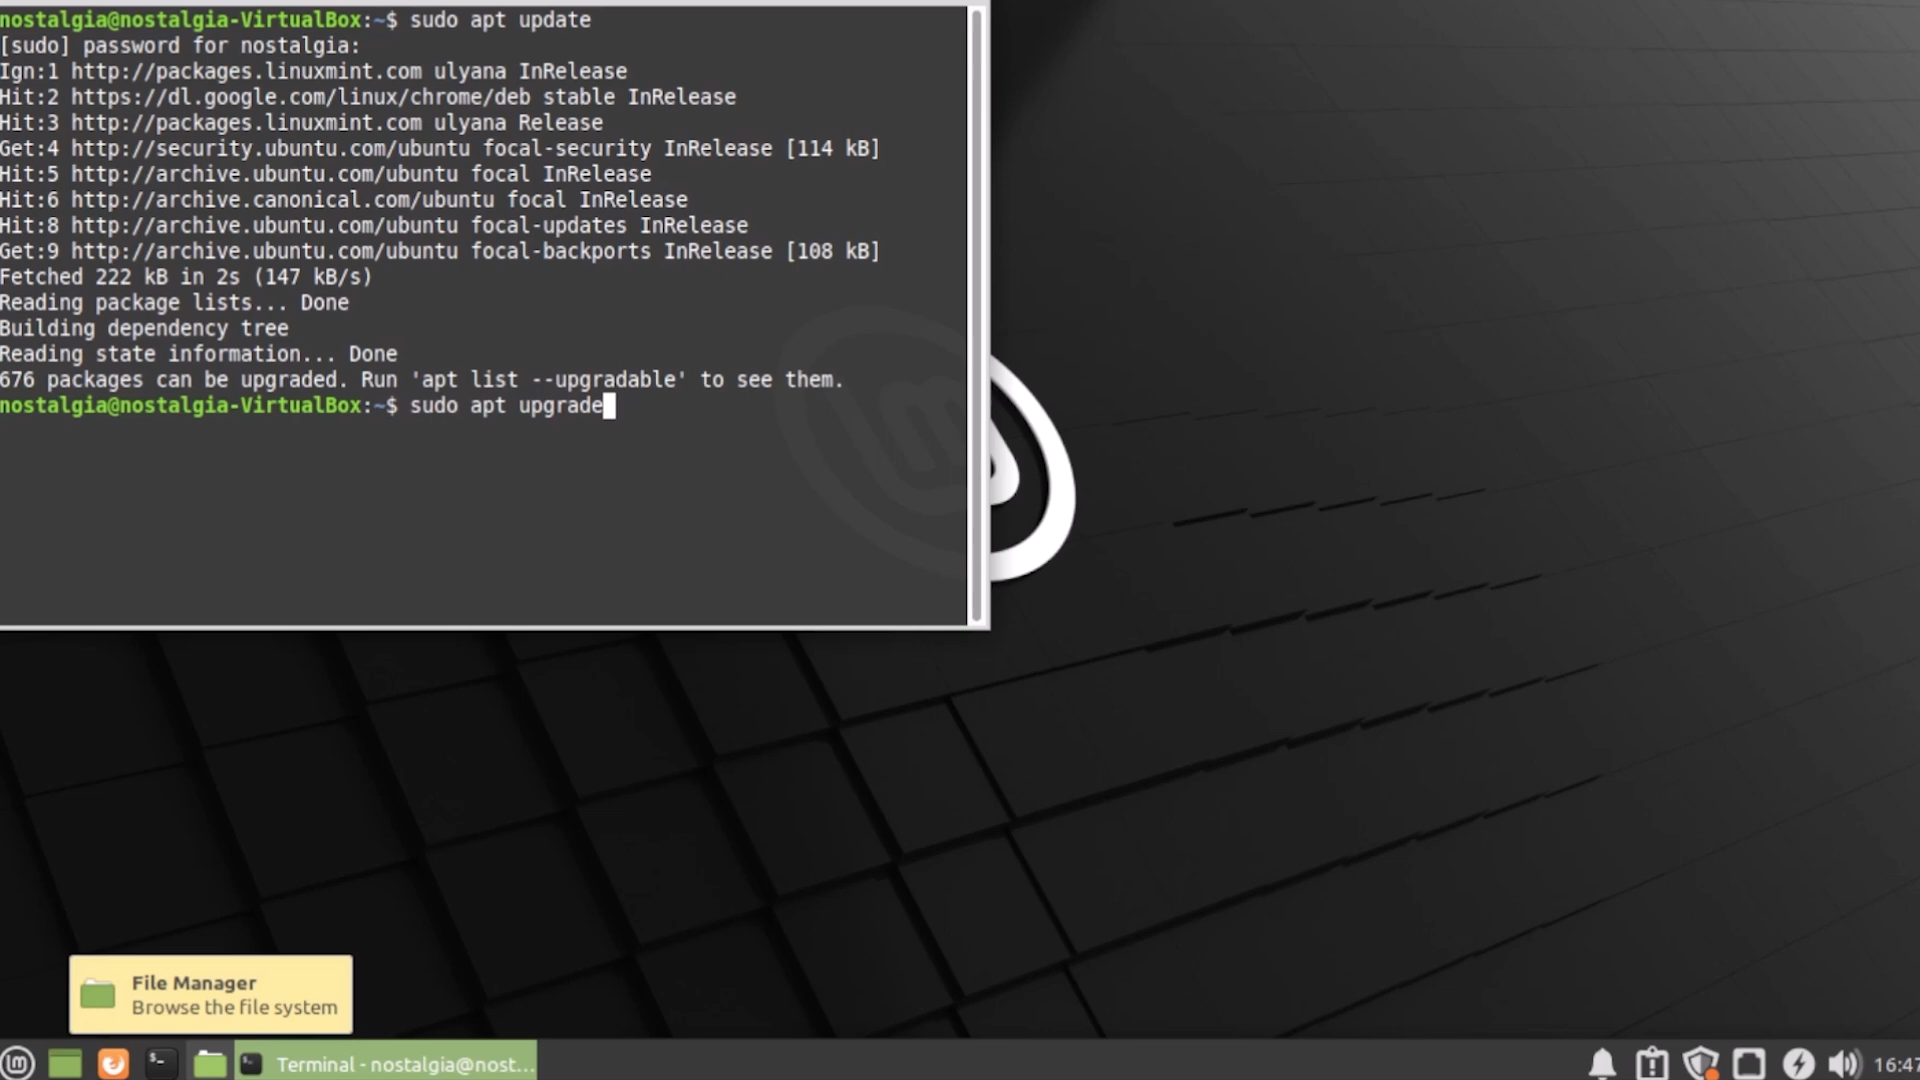 nostalgia@nostalgia-VirtualBox:~$ sudo apt update
[sudo] password for nostalgia:
Ign:1 http://packages.linuxmint.com ulyana InRelease
Hit:2 https://dl.google.com/linux/chrome/deb stable InRelease
Hit:3 http://packages.linuxmint.com ulyana Release
Get:4 http://security.ubuntu.com/ubuntu focal-security InRelease [114 kB]
Hit:5 http://archive.ubuntu.com/ubuntu focal InRelease
Hit:6 http://archive.canonical.com/ubuntu focal InRelease
Hit:8 http://archive.ubuntu.com/ubuntu focal-updates InRelease
Get:9 http://archive.ubuntu.com/ubuntu focal-backports InRelease [108 kB]
Fetched 222 kB in 2s (147 kB/s)
Reading package lists... Done
Building dependency tree
Reading state information... Done
676 packages can be upgraded. Run 'apt list --upgradable' to see them.
nostalgia@nostalgia-VirtualBox:~$ sudo apt upgrade
File Manager
Browse the file system
Terminal - nostalgia@nost...
16:47